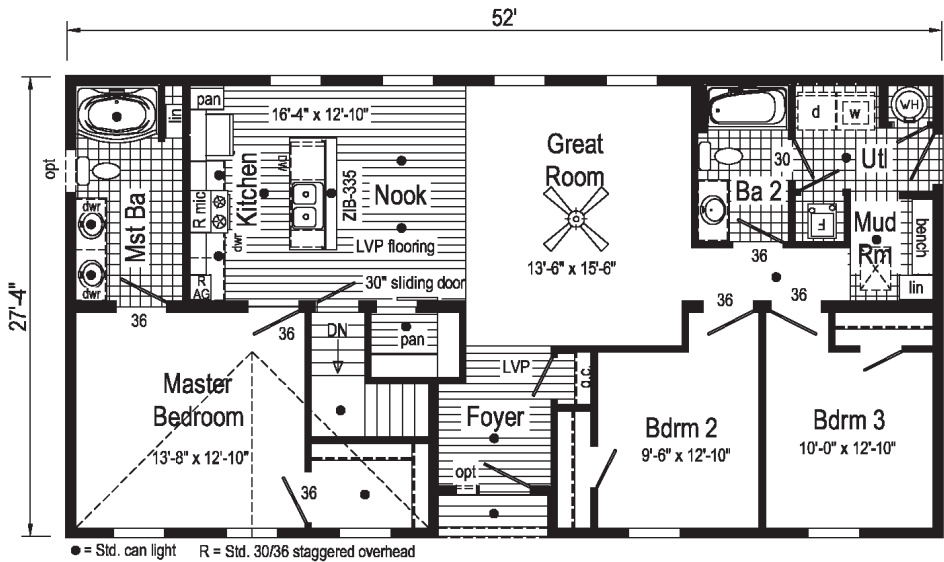 52'
27'-4"
opt
lin
pan
16'-4" x 12'-10"
Great
Room
13'-6" x 15'-6"
d
w
WH
Utl
30
Ba 2
DW
ZIB-335
Kitchen
Nook
LVP flooring
30" sliding door
R mic
dwr
R
AG
dwr
Mst Ba
dwr
F
Mud
Rm
x
bench
lin
36
36
36
36
36
DN
pan
Master
Bedroom
13'-8" x 12'-10"
36
LVP
g.c.
Foyer
opt
Bdrm 2
9'-6" x 12'-10"
Bdrm 3
10'-0" x 12'-10"
● = Std. can light
R = Std. 30/36 staggered overhead